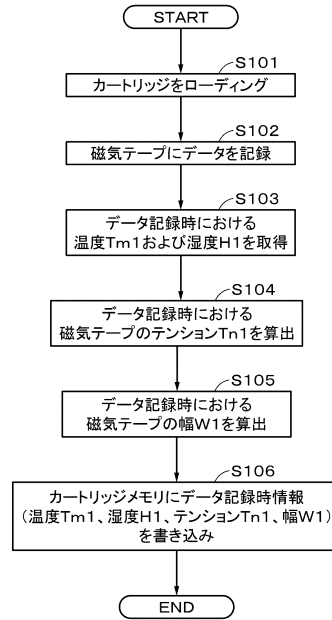 START
S101
カートリッジをローディング
S102
磁気テープにデータを記録
S103
データ記録時における
温度Tm1および湿度H1を取得
S104
データ記録時における
磁気テープのテンションTn1を算出
S105
データ記録時における
磁気テープの幅W1を算出
S106
カートリッジメモリにデータ記録時情報
(温度Tm1、湿度H1、テンションTn1、幅W1)
を書き込み
END